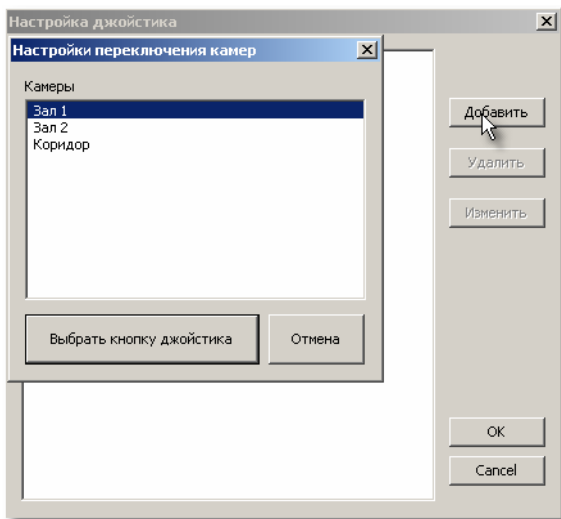 Настройка джойстика
Настройки переключения камер
Камеры
Зал 1
Зал 2
Коридор
Выбрать кнопку джойстика
Отмена
Добавить
Удалить
Изменить
OK
Cancel